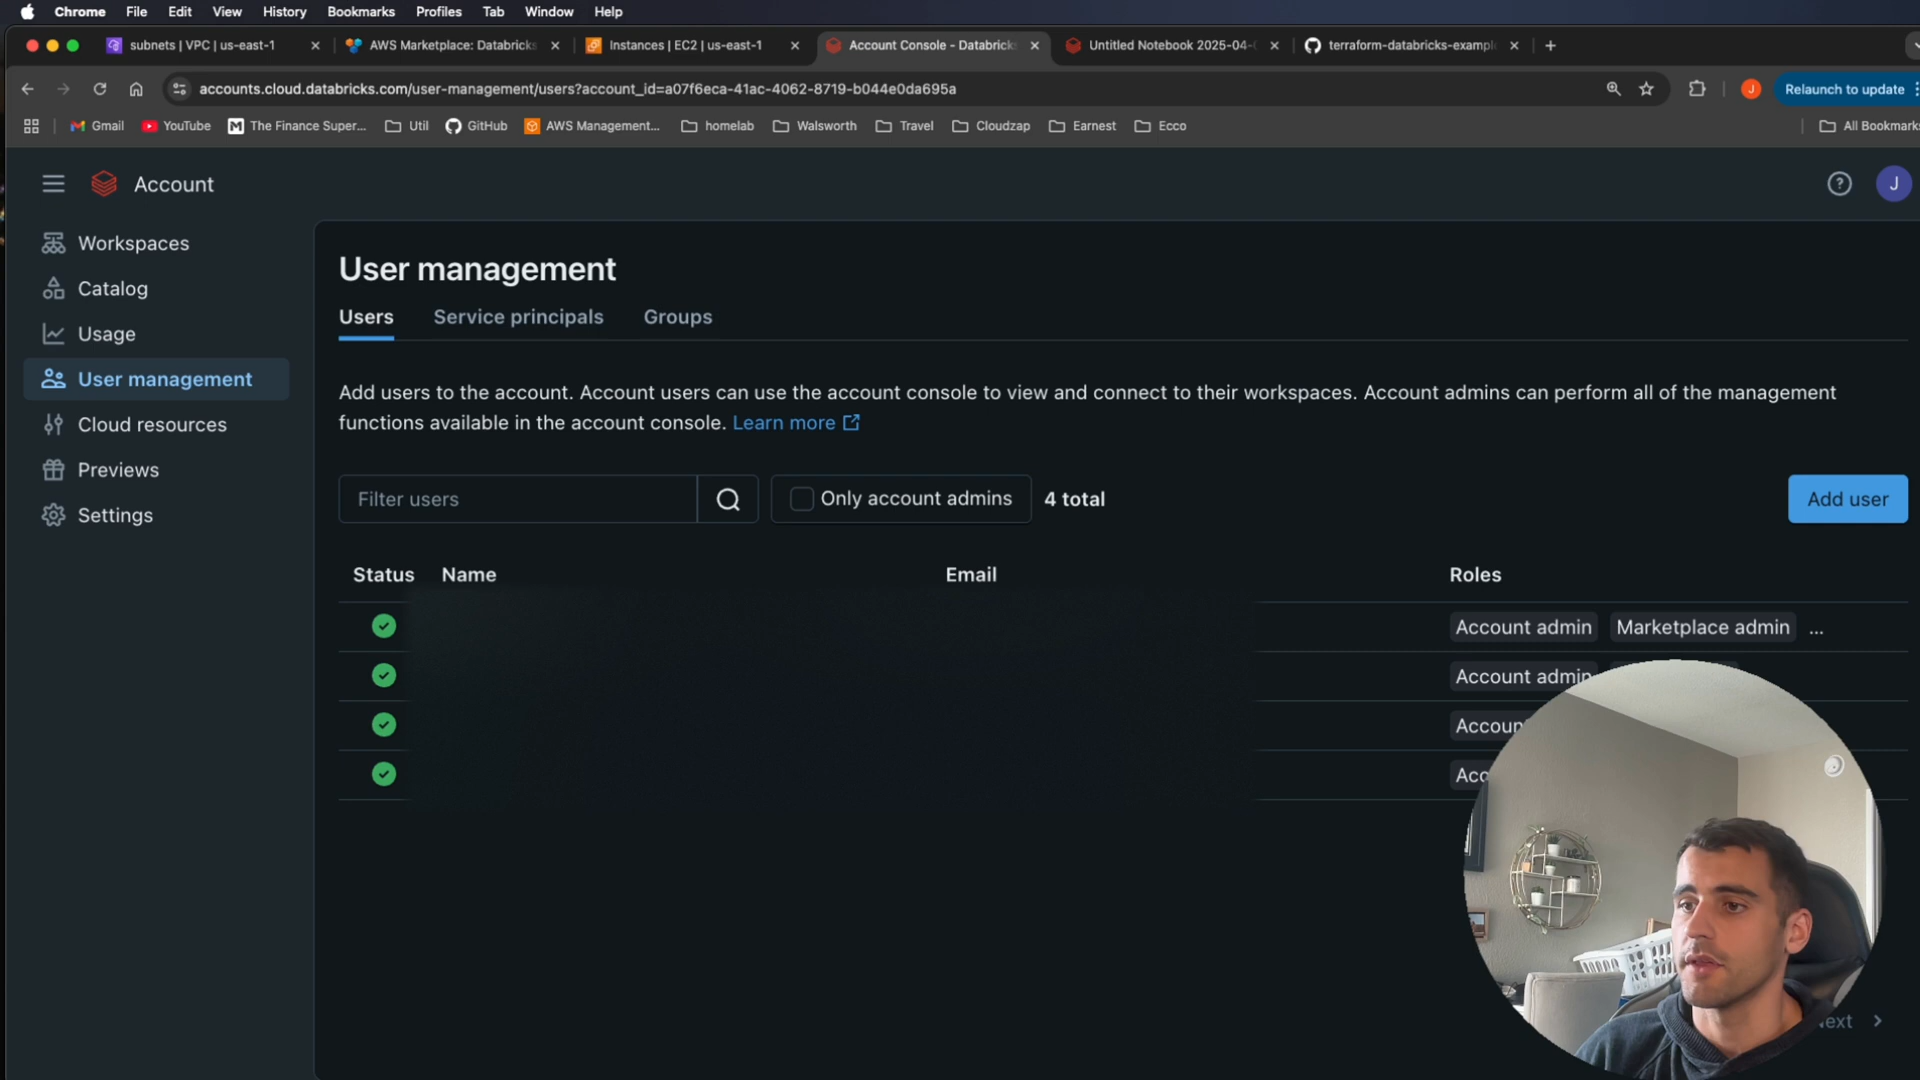 Chrome File Edit View History Bookmarks Profiles Tab Window Help
subnets | VPC | us-east-1
AWS Marketplace: Databricks
Instances | EC2 | us-east-1
Account Console - Databricks
Untitled Notebook 2025-04-
terraform-databricks-exampl
accounts.cloud.databricks.com/user-management/users?account_id=a07f6eca-41ac-4062-8719-b044e0da695a
J
Relaunch to update
Gmail YouTube The Finance Super... Util GitHub AWS Management... homelab Walsworth Travel Cloudzap Earnest Ecco All Bookmarks
Account
J
Workspaces
Catalog
Usage
User management
Cloud resources
Previews
Settings
User management
Users Service principals Groups
Add users to the account. Account users can use the account console to view and connect to their workspaces. Account admins can perform all of the management
functions available in the account console. Learn more
Filter users
Only account admins
4 total
Add user
Status Name Email Roles
Account admin Marketplace admin ...
Account admin